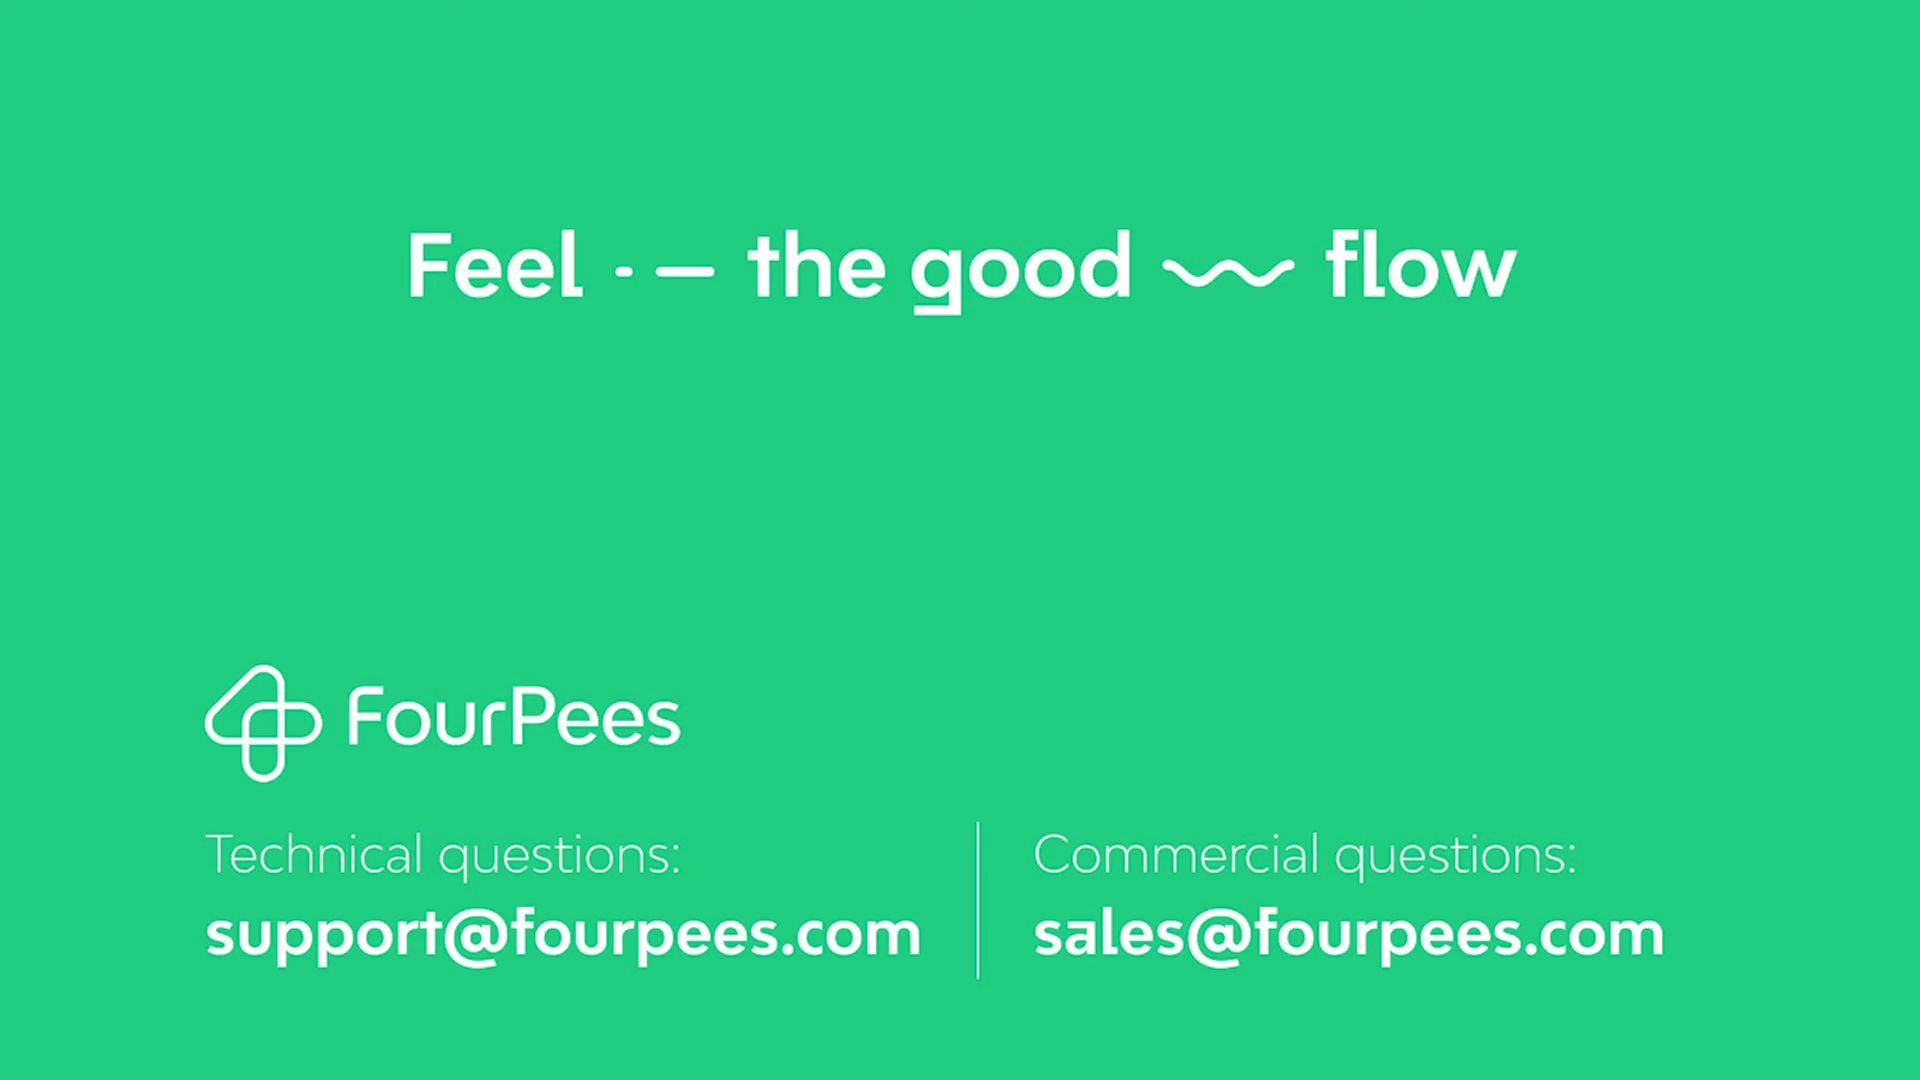 Feel the good flow
FourPees
Technical questions:
support@fourpees.com
Commercial questions:
sales@fourpees.com